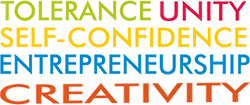 TOLERANCE UNITY
SELF-CONFIDENCE
ENTREPRENEURSHIP
CREATIVITY